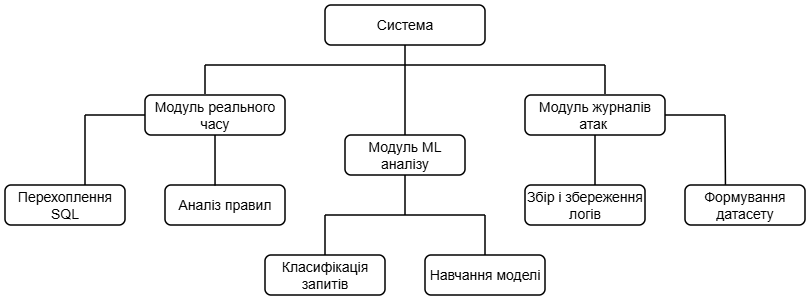 Система
Модуль реального
часу
Модуль журналів
атак
Модуль ML
аналізу
Перехоплення
SQL
Аналіз правил
Збір і збереження
логів
Формування
датасету
Класифікація
запитів
Навчання моделі